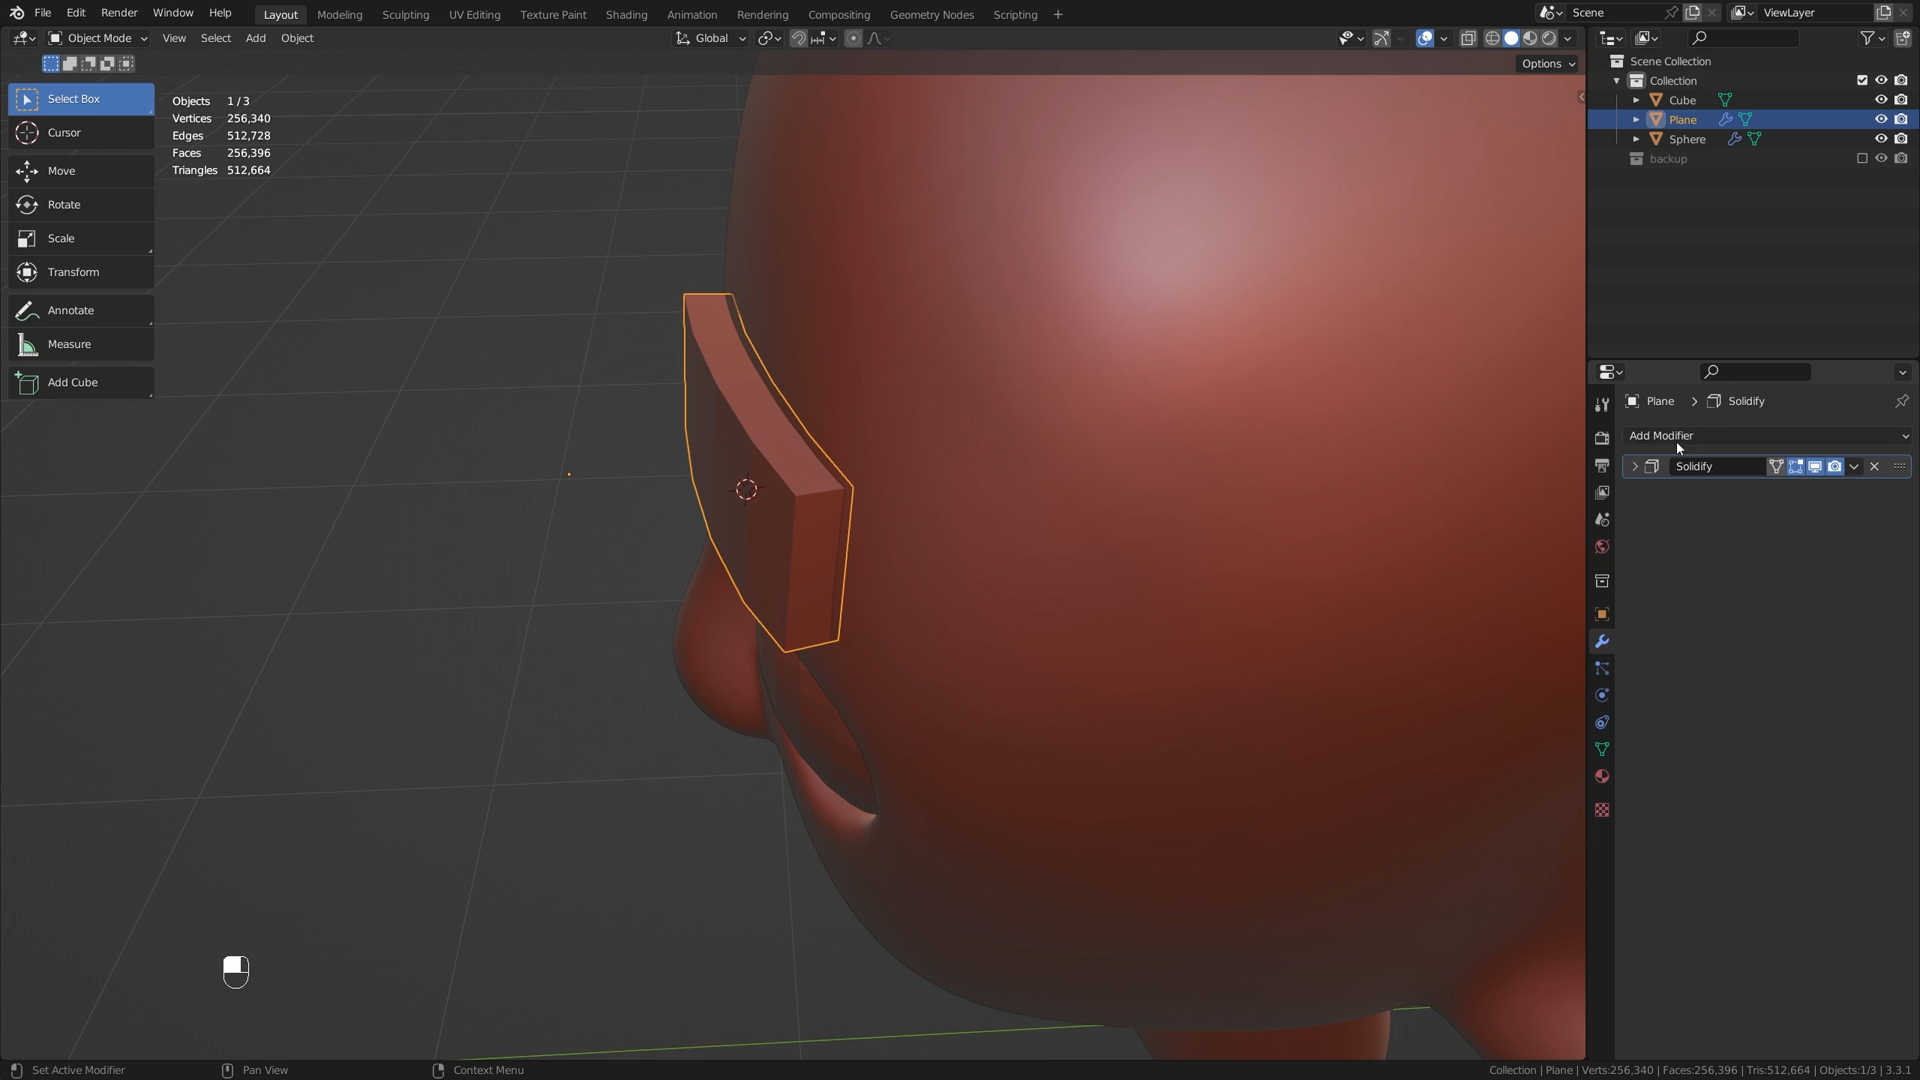 File Edit Render Window Help Layout Modeling Sculpting UV Editing Texture Paint Shading Animation Rendering Compositing Geometry Nodes Scripting + Scene ViewLayer
Object Mode View Select Add Object Global
Options
Select Box
Cursor
Move
Rotate
Scale
Transform
Annotate
Measure
Add Cube
Objects 1 / 3
Vertices 256,340
Edges 512,728
Faces 256,396
Triangles 512,664
Scene Collection
Collection
Cube
Plane
Sphere
backup
Plane > Solidify
Add Modifier
Solidify
Set Active Modifier Pan View Context Menu
Collection | Plane | Verts:256,340 | Faces:256,396 | Tris:512,664 | Objects:1/3 | 3.3.1